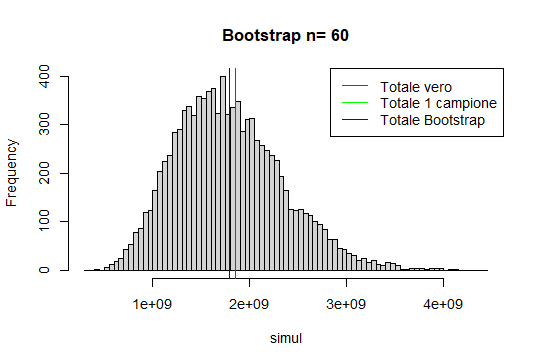 Bootstrap n= 60
Totale vero
Totale 1 campione
Totale Bootstrap
Frequency
400
300
200
100
0
1e+09 2e+09 3e+09 4e+09
simul